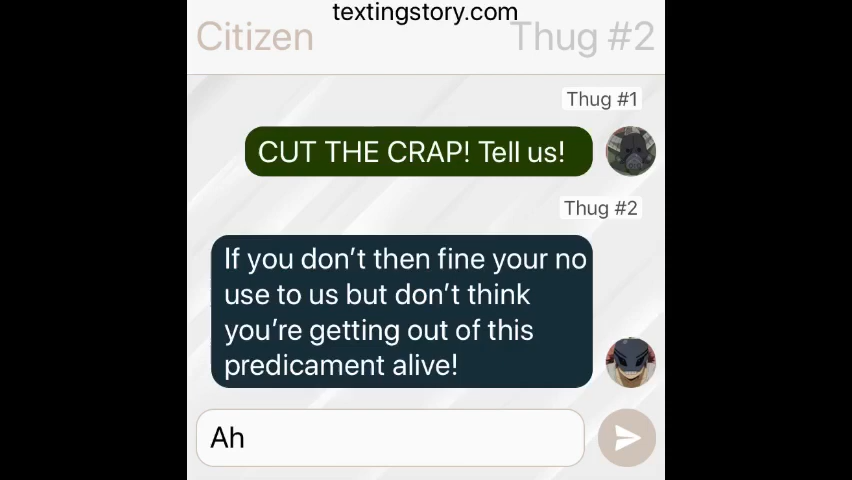 textingstory.com
Citizen Thug #2
Thug #1
CUT THE CRAP! Tell us!
Thug #2
If you don’t then fine your no
use to us but don’t think
you’re getting out of this
predicament alive!
Ah